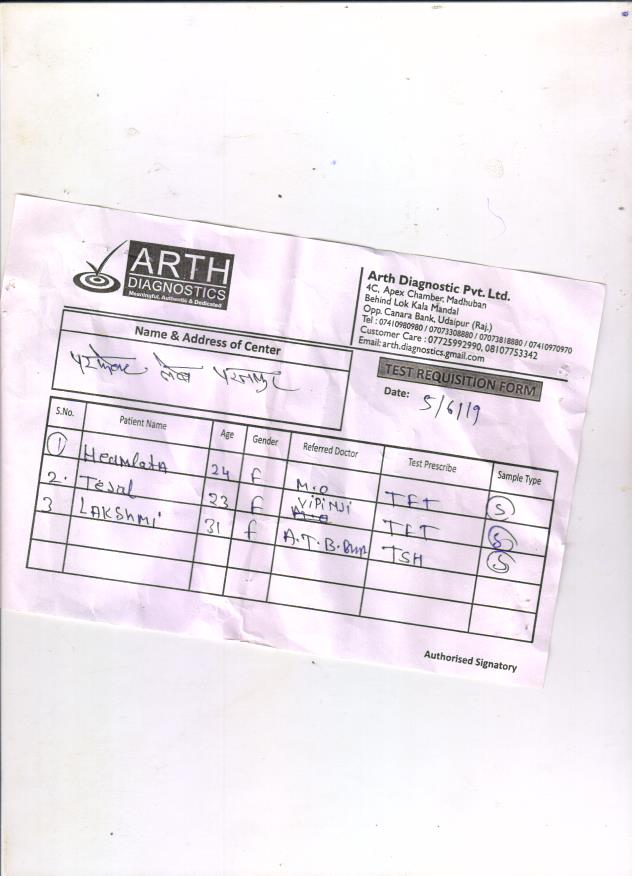 ARTH
DIAGNOSTICS
Meaningful, Authentic & Dedicated
Arth Diagnostic Pvt. Ltd.
4C, Apex Chamber, Madhuban
Behind Lok Kala Mandal
Opp. Canara Bank, Udaipur (Raj.)
Tel : 07410980980 / 07073308880 / 07073818880 / 07410970970
Customer Care : 07725992990, 08107753342
Email: arth.diagnostics.gmail.com
Name & Address of Center
TEST REQUISITION FORM
Date: 5/6/19
S.No. Patient Name Age Gender Referred Doctor Test Prescribe Sample Type
1 Heamlata 24 F M.O TFT S
2. Tejal 23 F VIPINJI TFT S
3 LAKSHMI 31 F A.T.B. TSH S
Authorised Signatory